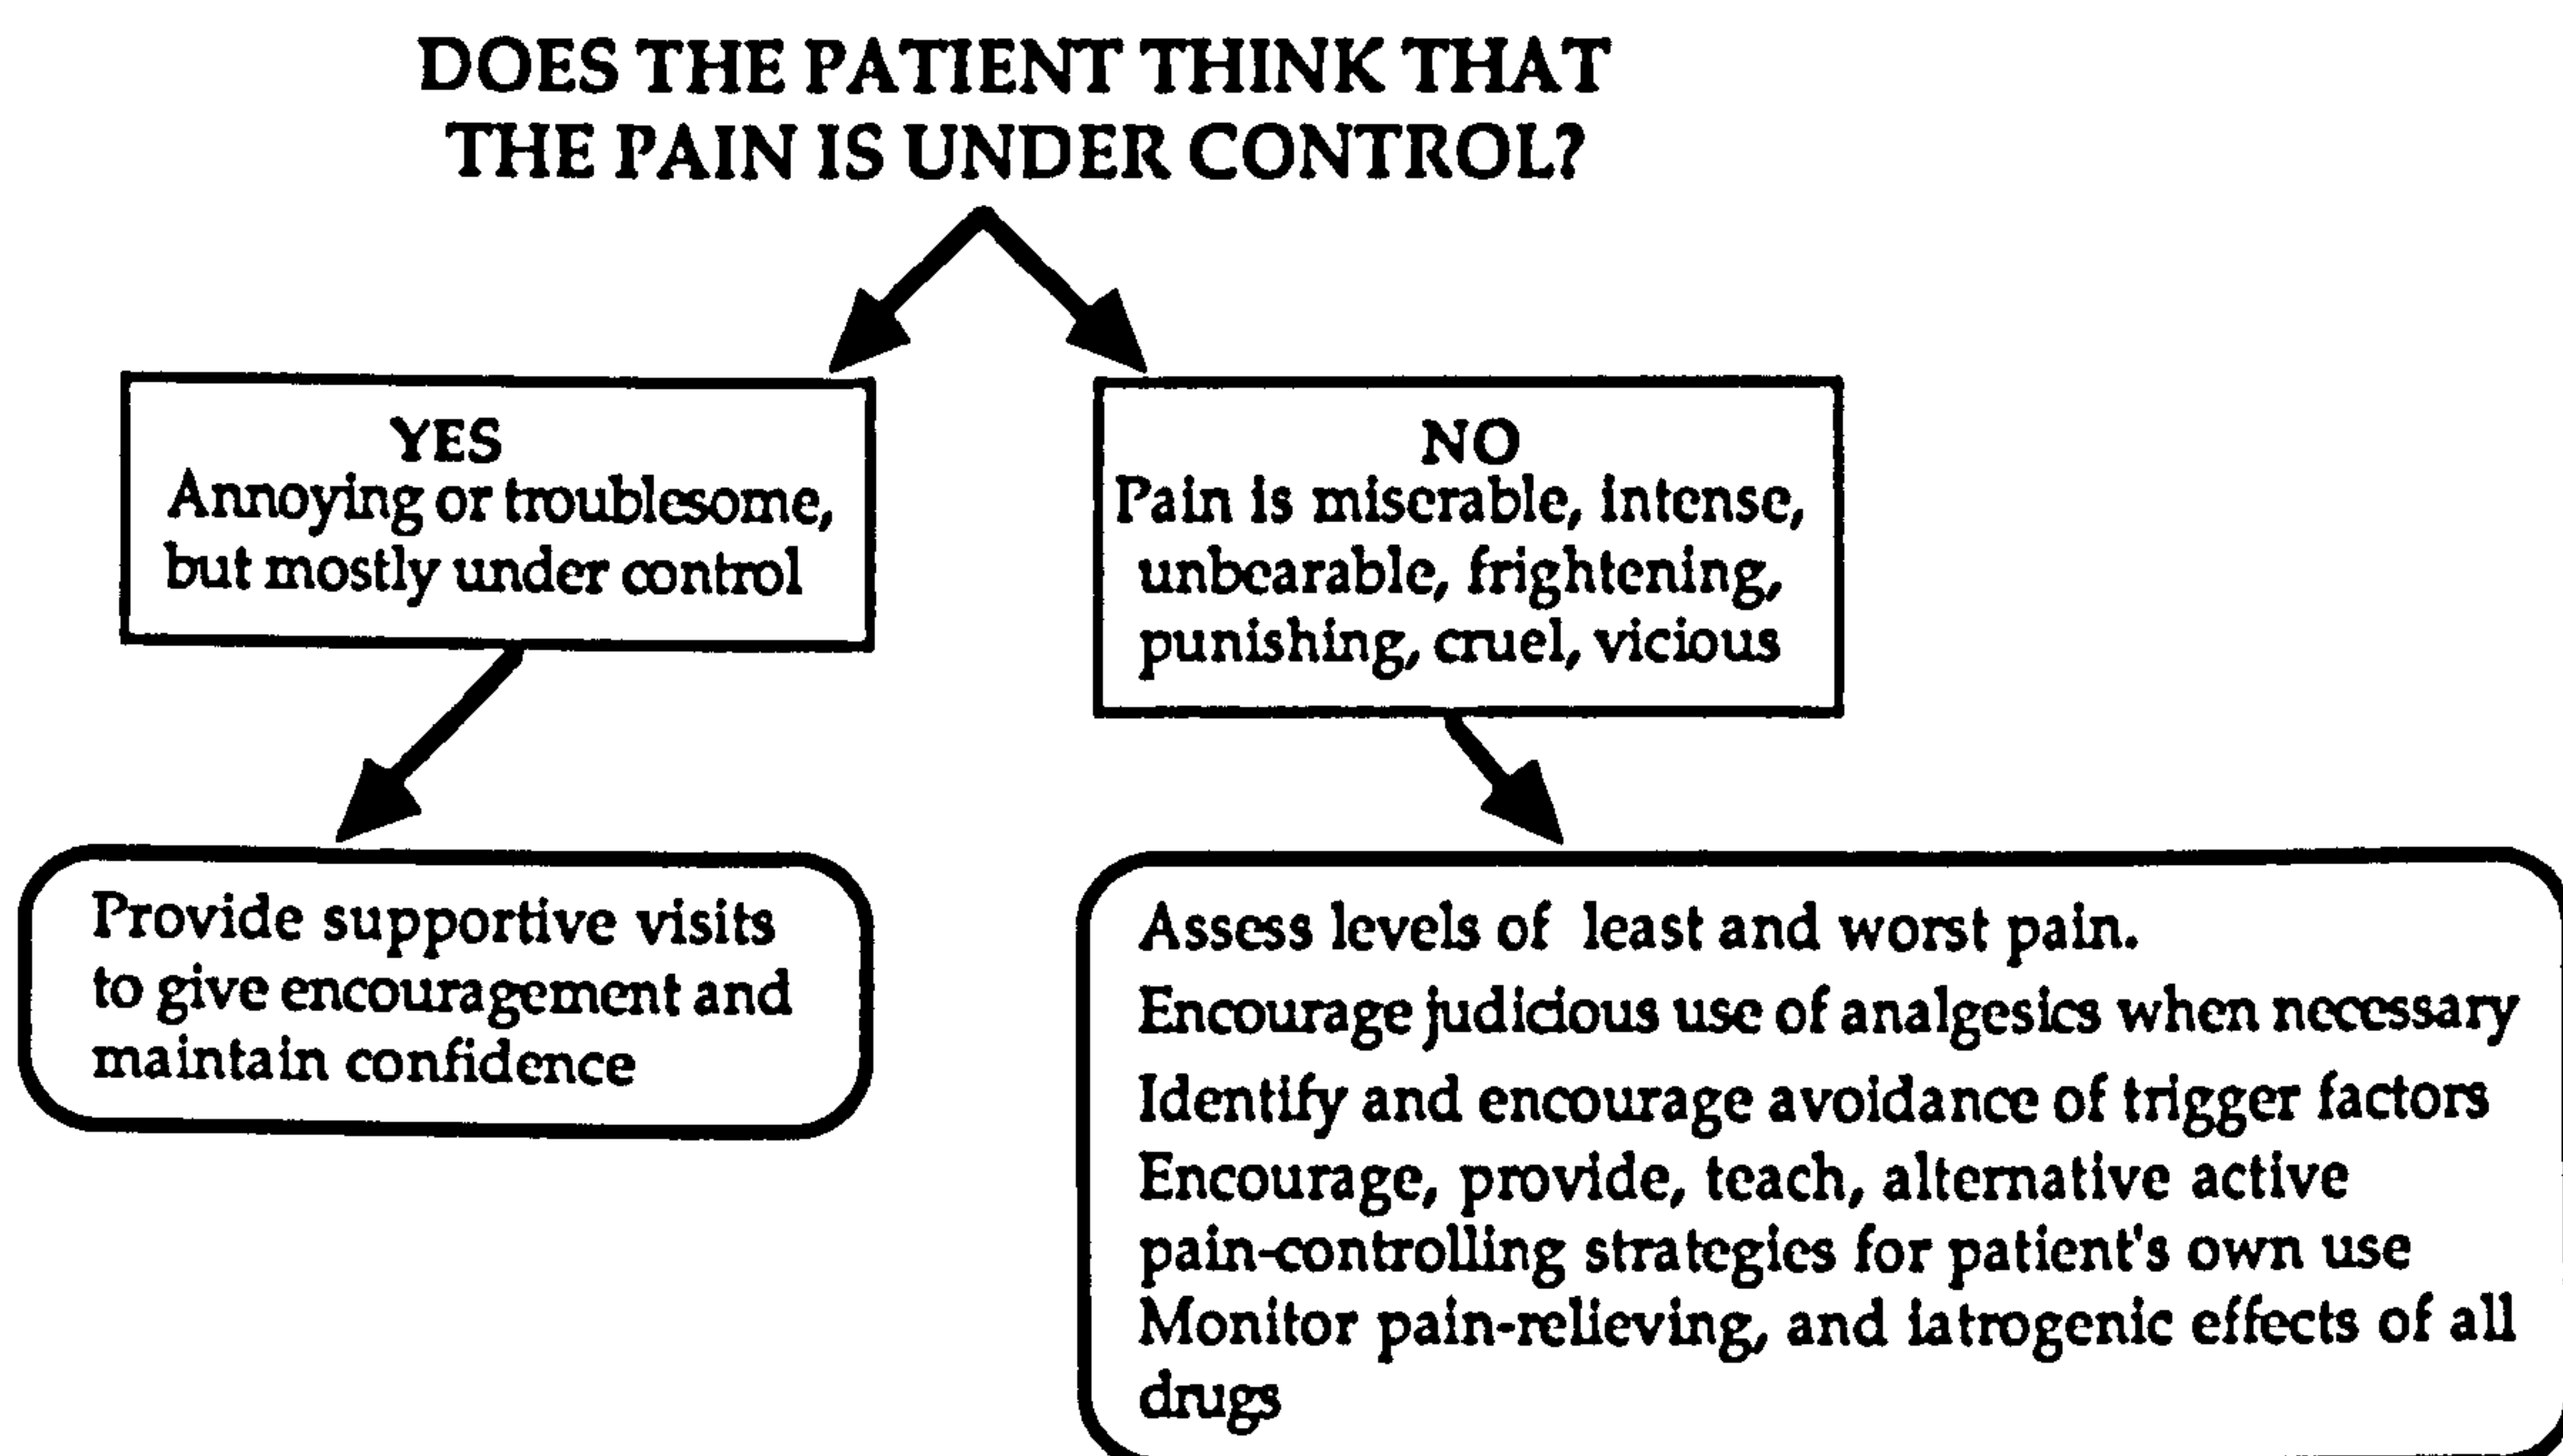 DOES THE PATIENT THINK THAT
THE PAIN IS UNDER CONTROL?
YES
Annoying or troublesome,
but mostly under control
NO
Pain is miserable, intense,
unbearable, frightening,
punishing, cruel, vicious
Provide supportive visits
to give encouragement and
maintain confidence
Assess levels of least and worst pain.
Encourage judicious use of analgesics when necessary
Identify and encourage avoidance of trigger factors
Encourage, provide, teach, alternative active
pain-controlling strategies for patient's own use
Monitor pain-relieving, and iatrogenic effects of all
drugs